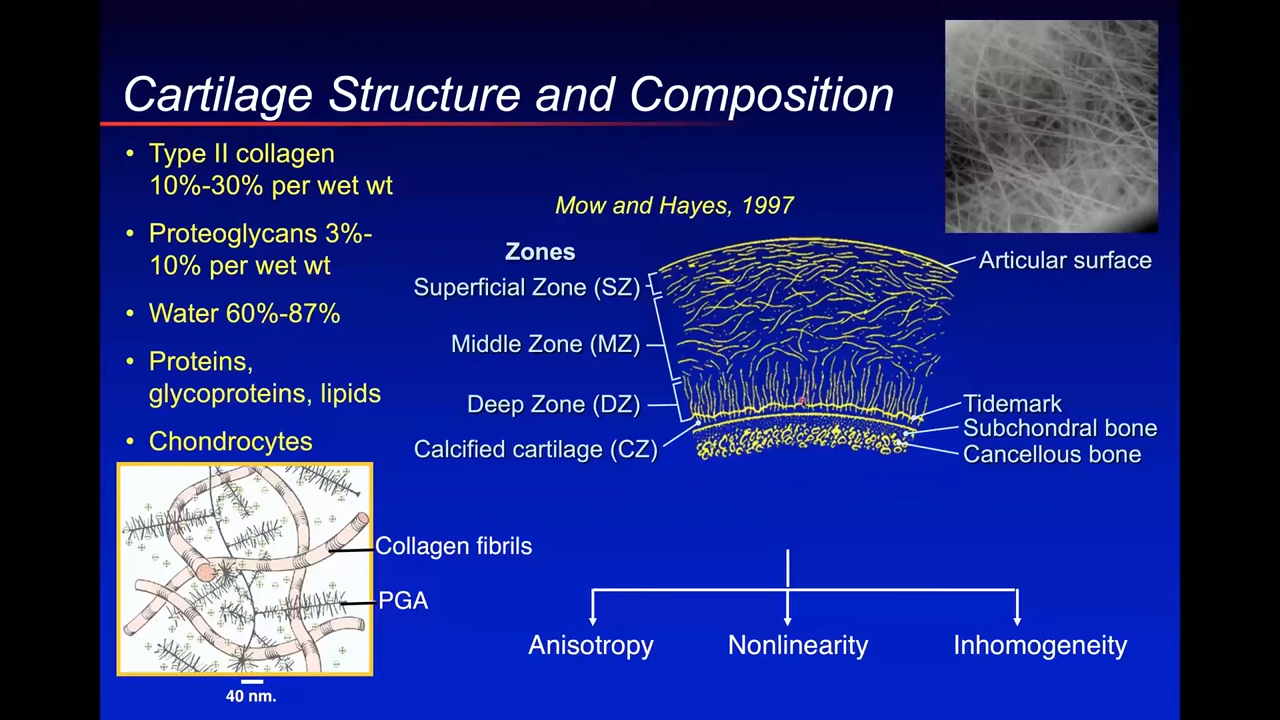 Cartilage Structure and Composition
• Type II collagen
10%-30% per wet wt
• Proteoglycans 3%-
10% per wet wt
• Water 60%-87%
• Proteins,
glycoproteins, lipids
• Chondrocytes
Mow and Hayes, 1997
Zones
Superficial Zone (SZ)
Middle Zone (MZ)
Deep Zone (DZ)
Calcified cartilage (CZ)
Articular surface
Tidemark
Subchondral bone
Cancellous bone
Collagen fibrils
PGA
40 nm.
Anisotropy
Nonlinearity
Inhomogeneity